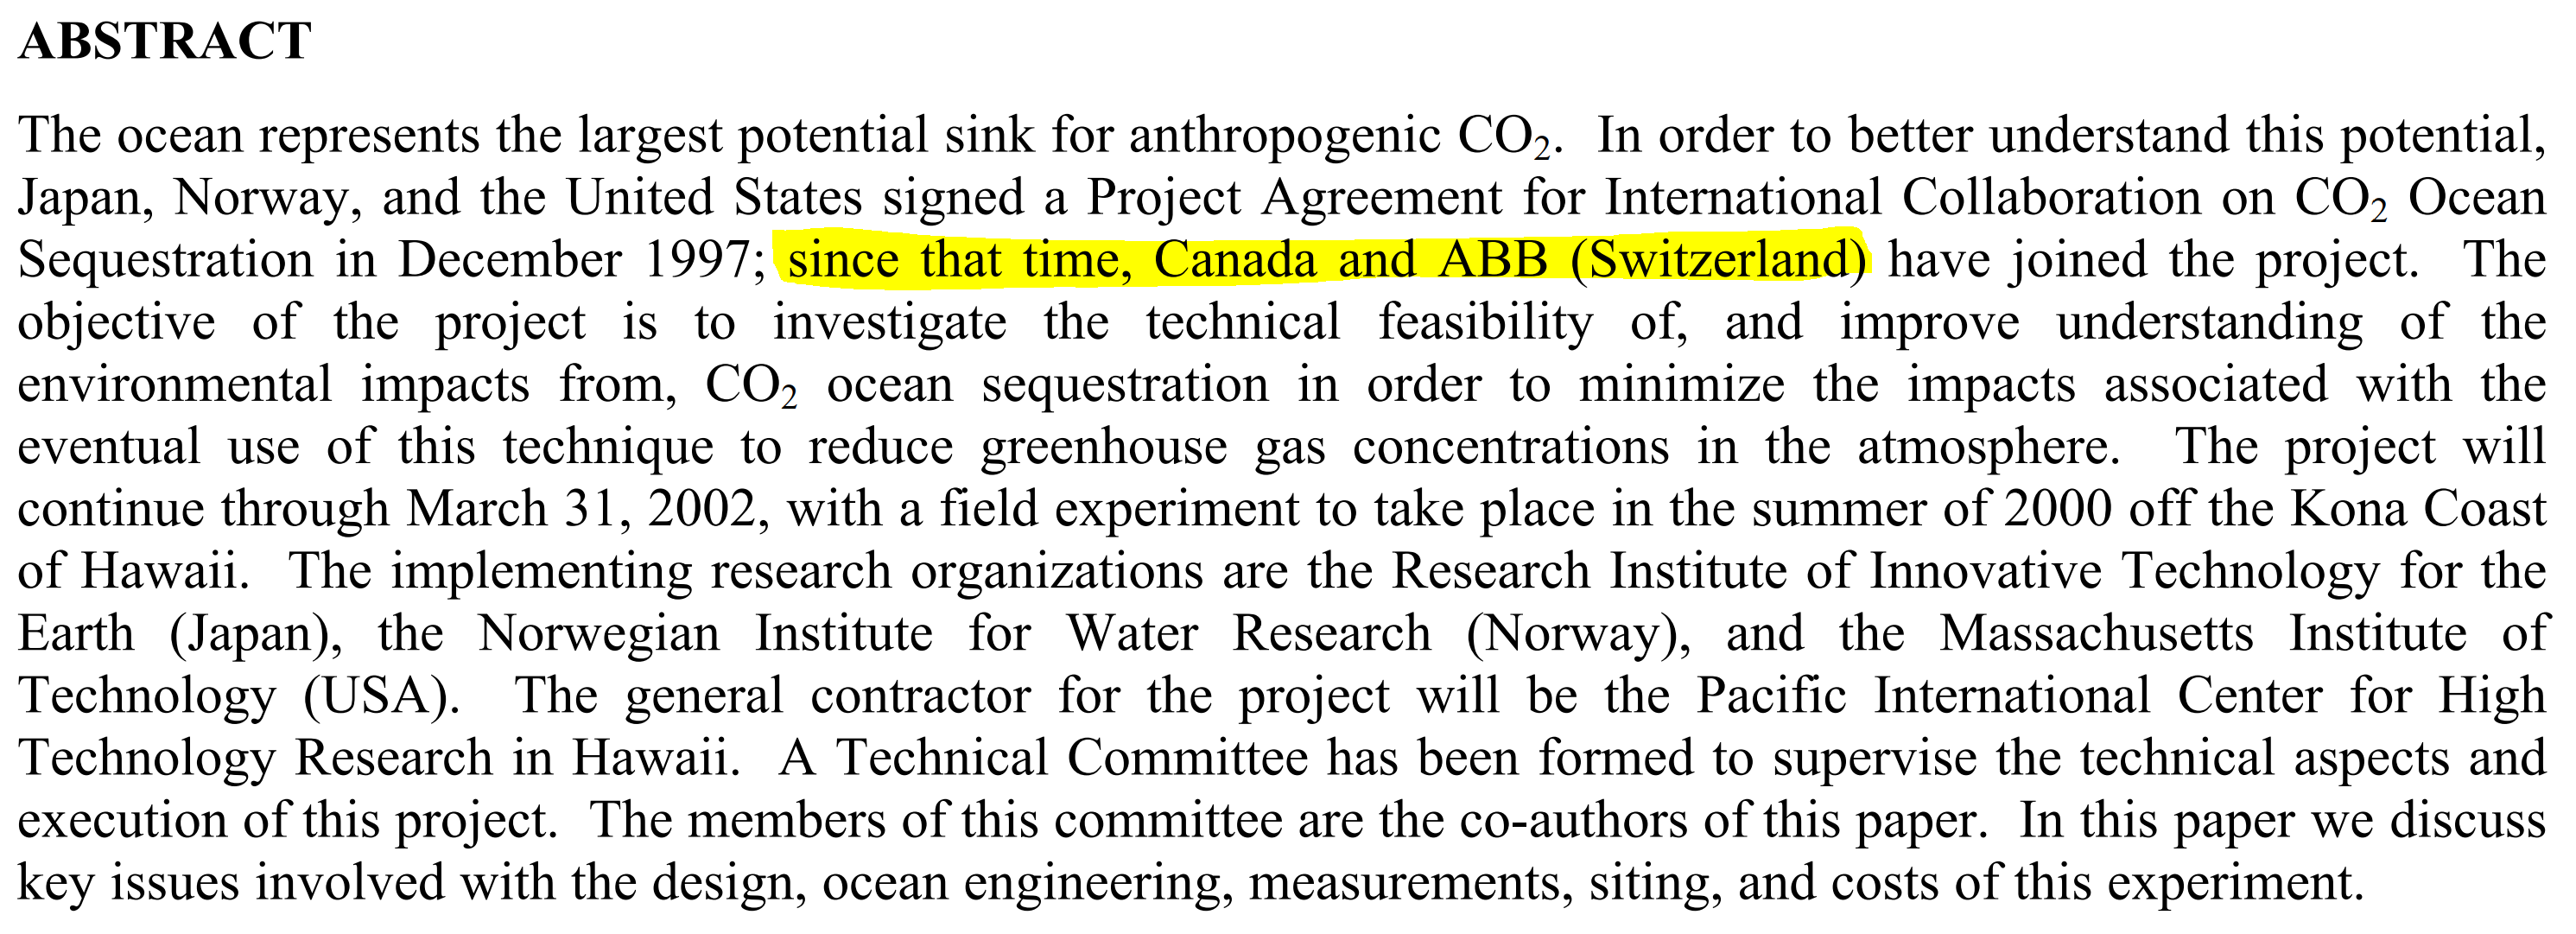 ABSTRACT
The ocean represents the largest potential sink for anthropogenic CO₂.  In order to better understand this potential,
Japan, Norway, and the United States signed a Project Agreement for International Collaboration on CO₂ Ocean
Sequestration in December 1997; since that time, Canada and ABB (Switzerland) have joined the project.  The
objective of the project is to investigate the technical feasibility of, and improve understanding of the
environmental impacts from, CO₂ ocean sequestration in order to minimize the impacts associated with the
eventual use of this technique to reduce greenhouse gas concentrations in the atmosphere.  The project will
continue through March 31, 2002, with a field experiment to take place in the summer of 2000 off the Kona Coast
of Hawaii.  The implementing research organizations are the Research Institute of Innovative Technology for the
Earth (Japan), the Norwegian Institute for Water Research (Norway), and the Massachusetts Institute of
Technology (USA).  The general contractor for the project will be the Pacific International Center for High
Technology Research in Hawaii.  A Technical Committee has been formed to supervise the technical aspects and
execution of this project.  The members of this committee are the co-authors of this paper.  In this paper we discuss
key issues involved with the design, ocean engineering, measurements, siting, and costs of this experiment.